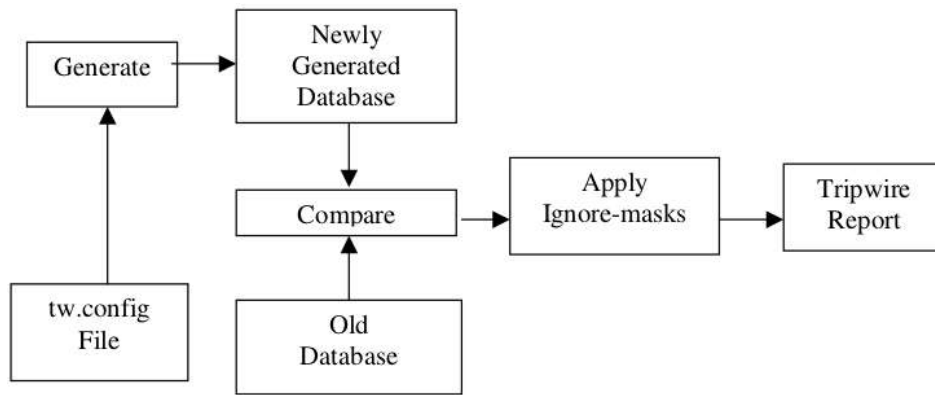 Generate
Newly
Generated
Database
Compare
Apply
Ignore-masks
Tripwire
Report
tw.config
File
Old
Database